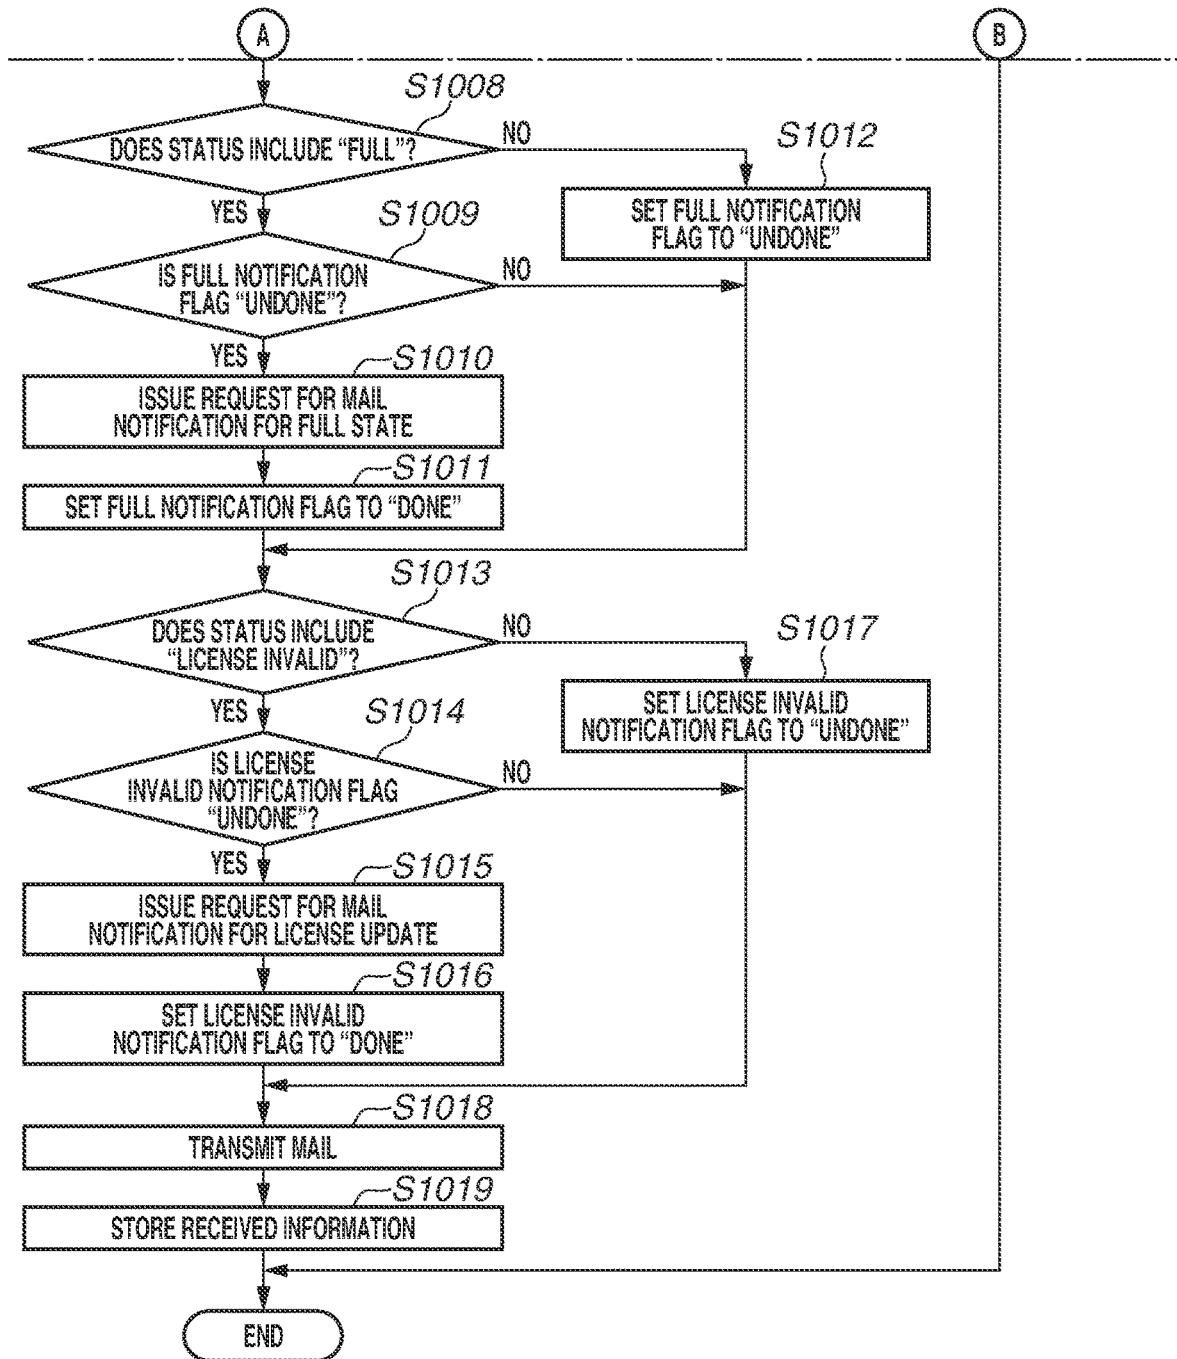 A
B
S1008
DOES STATUS INCLUDE “FULL”?
NO
S1012
YES
SET FULL NOTIFICATION
FLAG TO “UNDONE”
S1009
IS FULL NOTIFICATION
FLAG “UNDONE”?
NO
YES
S1010
ISSUE REQUEST FOR MAIL
NOTIFICATION FOR FULL STATE
S1011
SET FULL NOTIFICATION FLAG TO “DONE”
S1013
DOES STATUS INCLUDE
“LICENSE INVALID”?
NO
S1017
YES
SET LICENSE INVALID
NOTIFICATION FLAG TO “UNDONE”
S1014
IS LICENSE
INVALID NOTIFICATION FLAG
“UNDONE”?
NO
YES
S1015
ISSUE REQUEST FOR MAIL
NOTIFICATION FOR LICENSE UPDATE
S1016
SET LICENSE INVALID
NOTIFICATION FLAG TO “DONE”
S1018
TRANSMIT MAIL
S1019
STORE RECEIVED INFORMATION
END